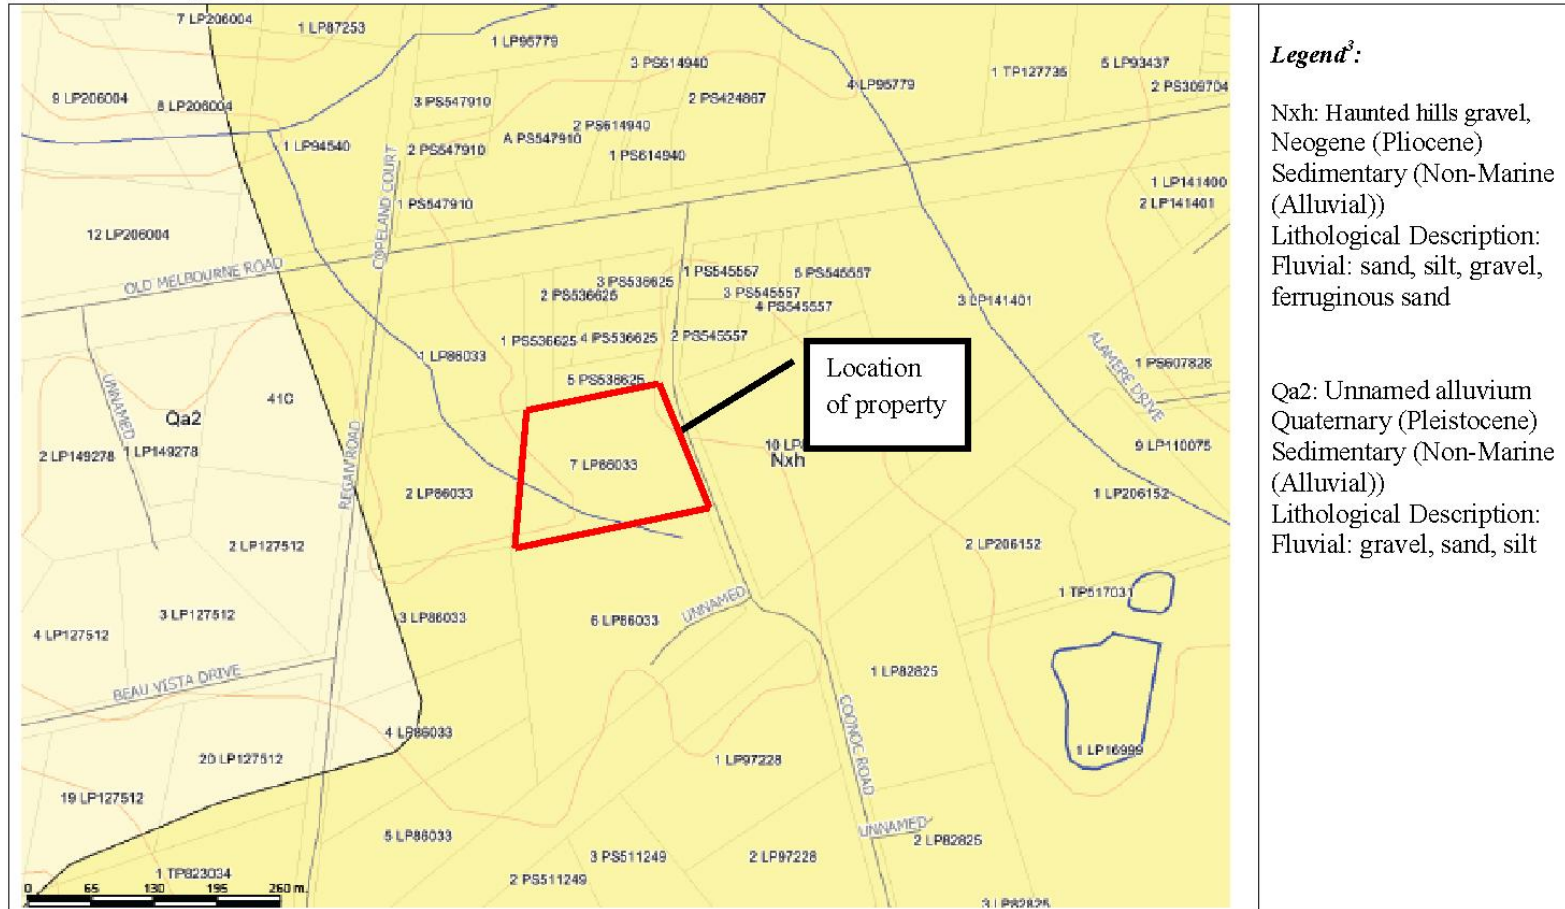 7 LP206004
1 LP87253
1 LP95779
3 PS614940
1 TP127735
5 LP93437
2 PS309704
9 LP206004
8 LP206004
3 PS547910
2 PS424867
4 LP95779
2 PS614940
A PS547910
1 LP94540
2 PS547910
1 PS614940
COPELAND COURT
1 PS547910
1 LP141400
2 LP141401
12 LP206004
OLD MELBOURNE ROAD
3 PS536625
1 PS545557
5 PS545557
2 PS536625
3 PS545557
4 PS545557
3 LP141401
1 PS536625
4 PS536625
2 PS545557
1 LP86033
5 PS536625
ALAMERE DRIVE
1 PS607828
Location
of property
UNNAMED
41C
Qa2
2 LP149278
1 LP149278
REGAN ROAD
7 LP86033
10 LP8
Nxh
9 LP110075
2 LP86033
1 LP206152
2 LP127512
2 LP206152
1 TP517031
3 LP127512
4 LP127512
3 LP86033
6 LP86033
UNNAMED
BEAU VISTA DRIVE
1 LP82825
COONOC ROAD
4 LP86033
20 LP127512
1 LP97228
1 LP16999
19 LP127512
5 LP86033
UNNAMED
2 LP82825
3 PS511249
2 LP97228
1 TP823034
2 PS511249
3 LP82825
0 65 130 195 260 m.
Legend3:
Nxh: Haunted hills gravel,
Neogene (Pliocene)
Sedimentary (Non-Marine
(Alluvial))
Lithological Description:
Fluvial: sand, silt, gravel,
ferruginous sand
Qa2: Unnamed alluvium
Quaternary (Pleistocene)
Sedimentary (Non-Marine
(Alluvial))
Lithological Description:
Fluvial: gravel, sand, silt